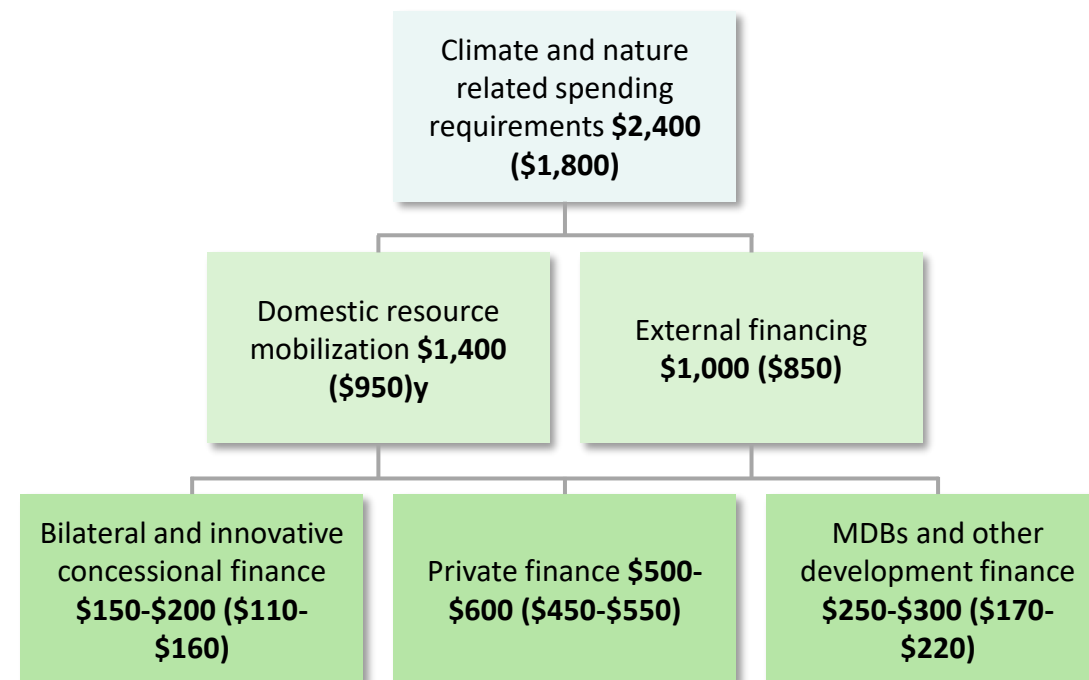 Climate and nature
related spending
requirements $2,400
($1,800)
Domestic resource
mobilization $1,400
($950)y
External financing
$1,000 ($850)
Bilateral and innovative
concessional finance
$150-$200 ($110-
$160)
Private finance $500-
$600 ($450-$550)
MDBs and other
development finance
$250-$300 ($170-
$220)